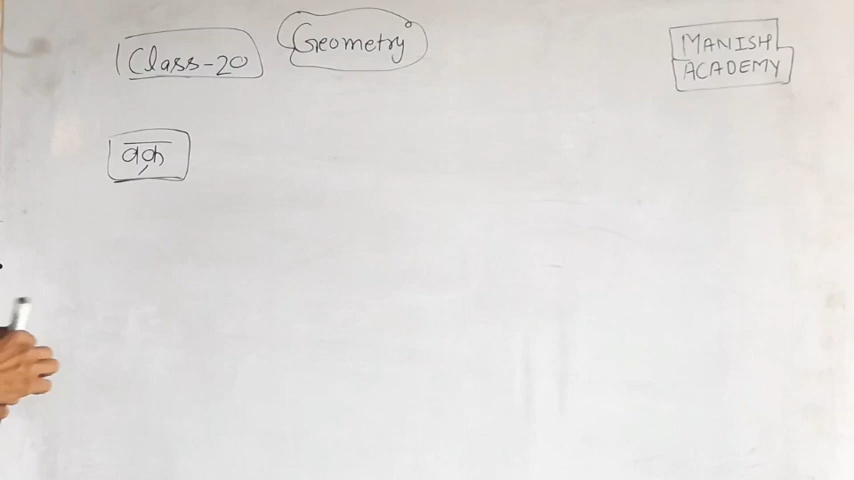 Class-20
Geometry
MANISH
ACADEMY
वक्र